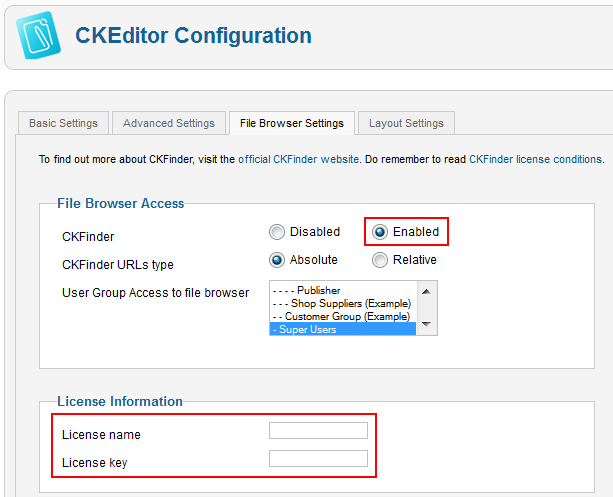 CKEditor Configuration
Basic Settings Advanced Settings File Browser Settings Layout Settings
To find out more about CKFinder, visit the official CKFinder website. Do remember to read CKFinder license conditions.
File Browser Access
CKFinder Disabled Enabled
CKFinder URLs type Absolute Relative
User Group Access to file browser - - - - Publisher
- - - Shop Suppliers (Example)
- - Customer Group (Example)
- Super Users
License Information
License name
License key